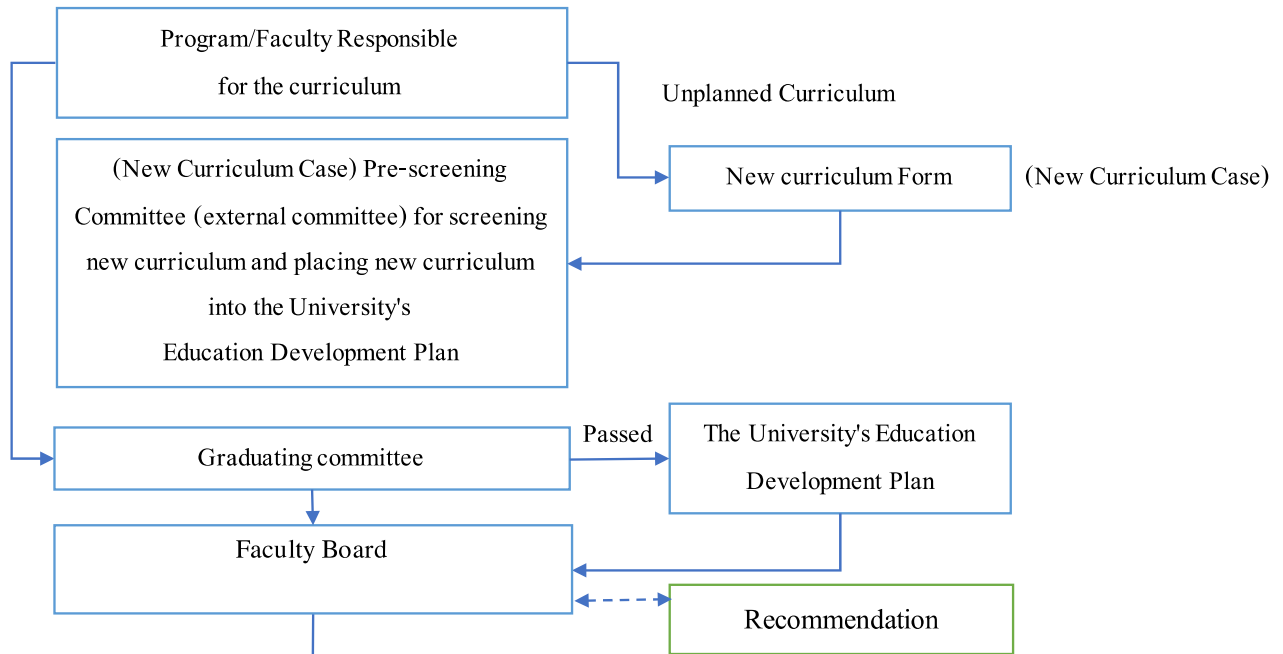 Program/Faculty Responsible
for the curriculum
Unplanned Curriculum
(New Curriculum Case) Pre-screening
Committee (external committee) for screening
new curriculum and placing new curriculum
into the University's
Education Development Plan
New curriculum Form
(New Curriculum Case)
Graduating committee
Passed
The University's Education
Development Plan
Faculty Board
Recommendation